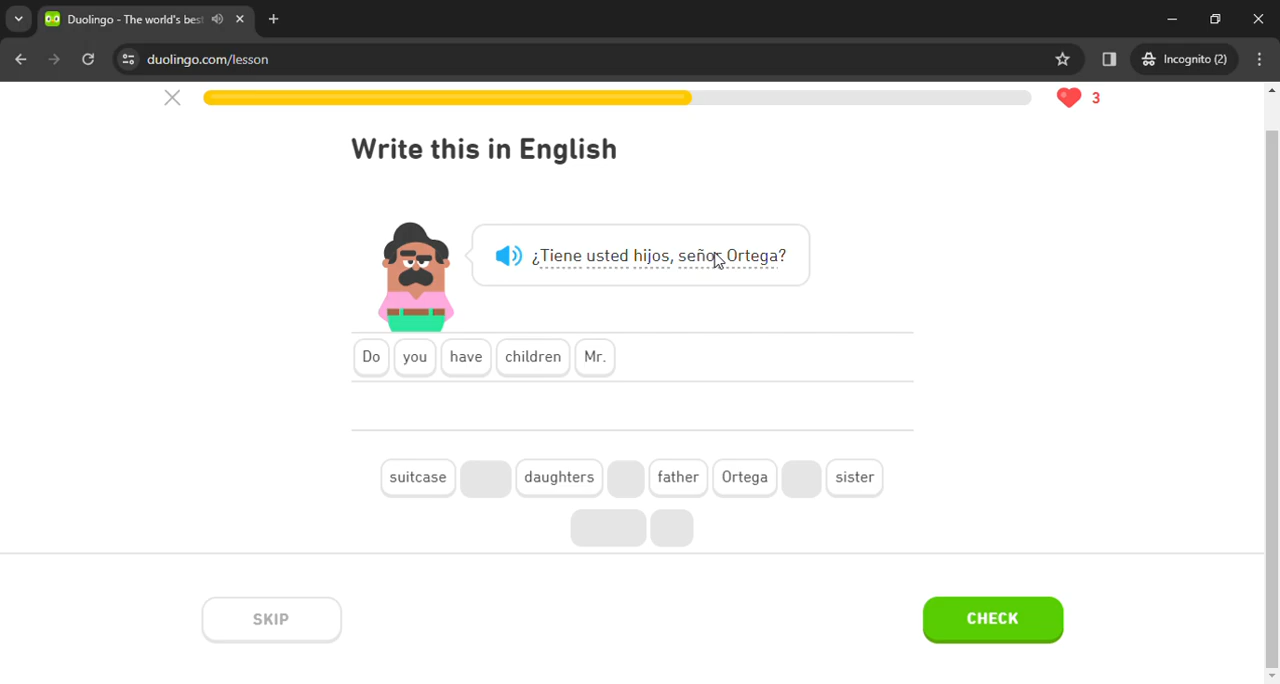 Duolingo - The world's bes
duolingo.com/lesson
Incognito (2)
3
Write this in English
¿Tiene usted hijos, señor Ortega?
Do you have children Mr.
suitcase daughters father Ortega sister
SKIP CHECK